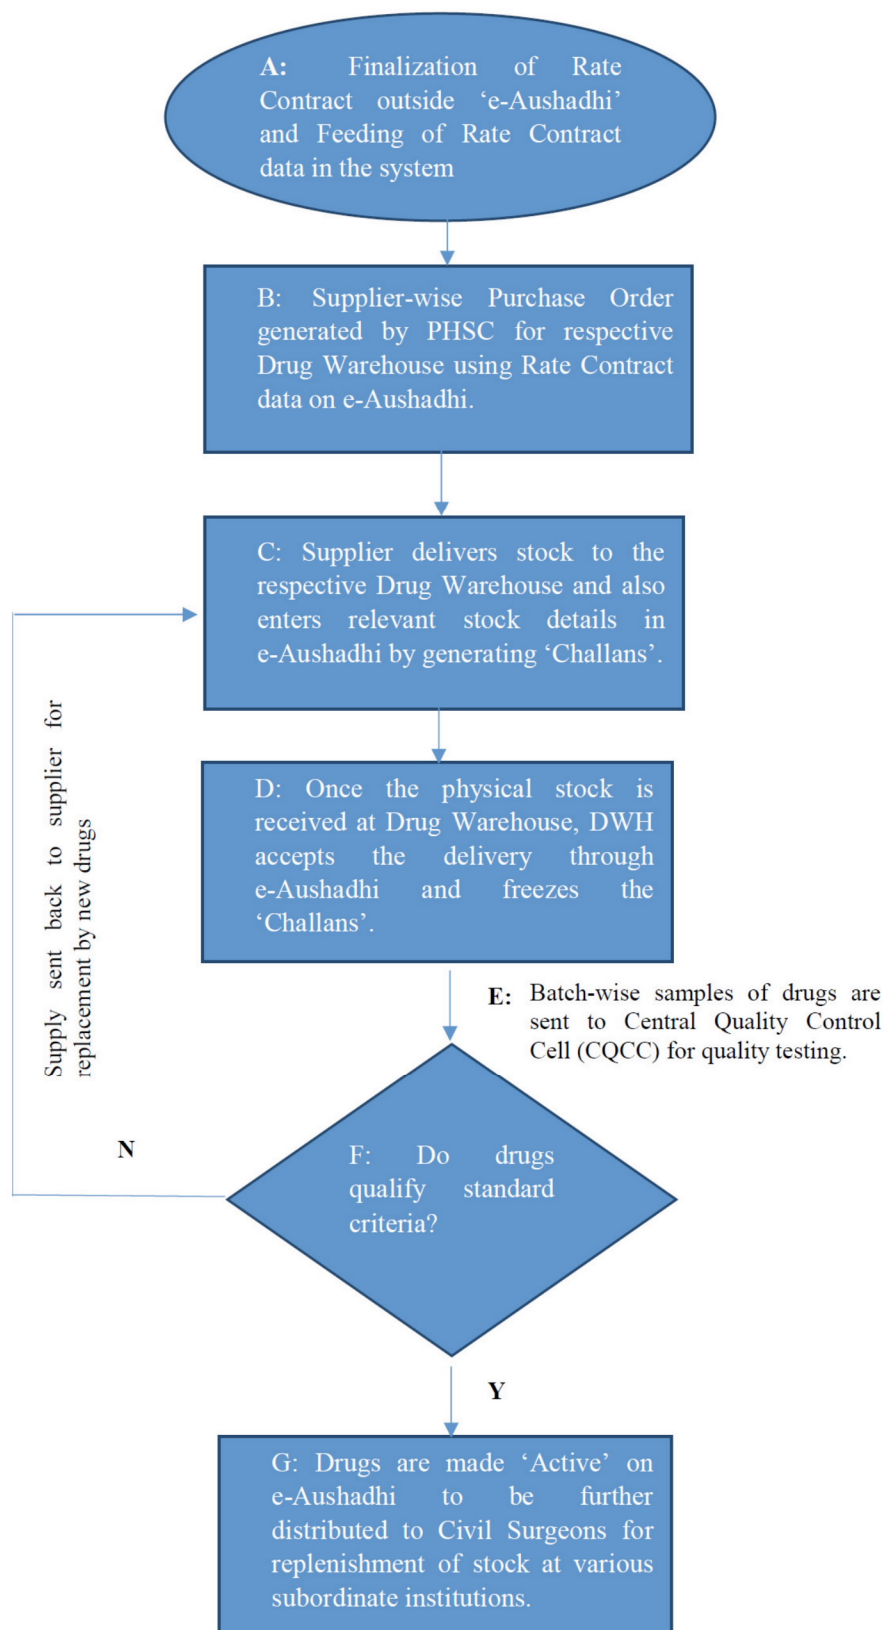 A: Finalization of Rate
Contract outside ‘e-Aushadhi’
and Feeding of Rate Contract
data in the system
B: Supplier-wise Purchase Order
generated by PHSC for respective
Drug Warehouse using Rate Contract
data on e-Aushadhi.
C: Supplier delivers stock to the
respective Drug Warehouse and also
enters relevant stock details in
e-Aushadhi by generating ‘Challans’.
D: Once the physical stock is
received at Drug Warehouse, DWH
accepts the delivery through
e-Aushadhi and freezes the
‘Challans’.
Supply sent back to supplier for
replacement by new drugs
E: Batch-wise samples of drugs are
sent to Central Quality Control
Cell (CQCC) for quality testing.
N
F: Do drugs
qualify standard
criteria?
Y
G: Drugs are made ‘Active’ on
e-Aushadhi to be further
distributed to Civil Surgeons for
replenishment of stock at various
subordinate institutions.